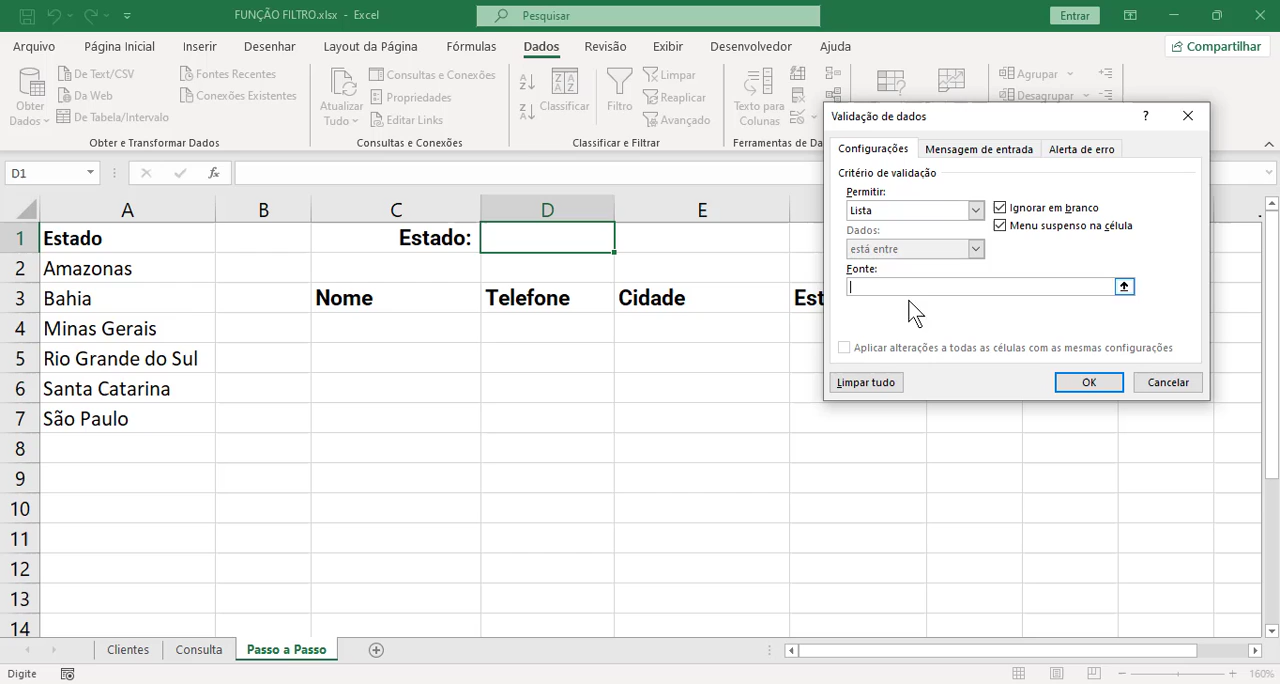 FUNÇÃO FILTRO.xlsx - Excel
Pesquisar
Entrar
Arquivo Página Inicial Inserir Desenhar Layout da Página Fórmulas Dados Revisão Exibir Desenvolvedor Ajuda Compartilhar
Obter Dados
De Text/CSV
Da Web
De Tabela/Intervalo
Fontes Recentes
Conexões Existentes
Obter e Transformar Dados
Atualizar Tudo
Consultas e Conexões
Propriedades
Editar Links
Consultas e Conexões
Classificar
Filtro
Limpar
Reaplicar
Avançado
Classificar e Filtrar
Texto para Colunas
Ferramentas de Da
Agrupar
Desagrupar
D1
fx
Validação de dados ?
Configurações Mensagem de entrada Alerta de erro
Critério de validação
Permitir:
Lista
Ignorar em branco
Dados:
Menu suspenso na célula
está entre
Fonte:
Aplicar alterações a todas as células com as mesmas configurações
Limpar tudo OK Cancelar
A B C D E
1 Estado Estado:
2 Amazonas
3 Bahia Nome Telefone Cidade Est
4 Minas Gerais
5 Rio Grande do Sul
6 Santa Catarina
7 São Paulo
8
9
10
11
12
13
14
Clientes Consulta Passo a Passo
Digite
160%